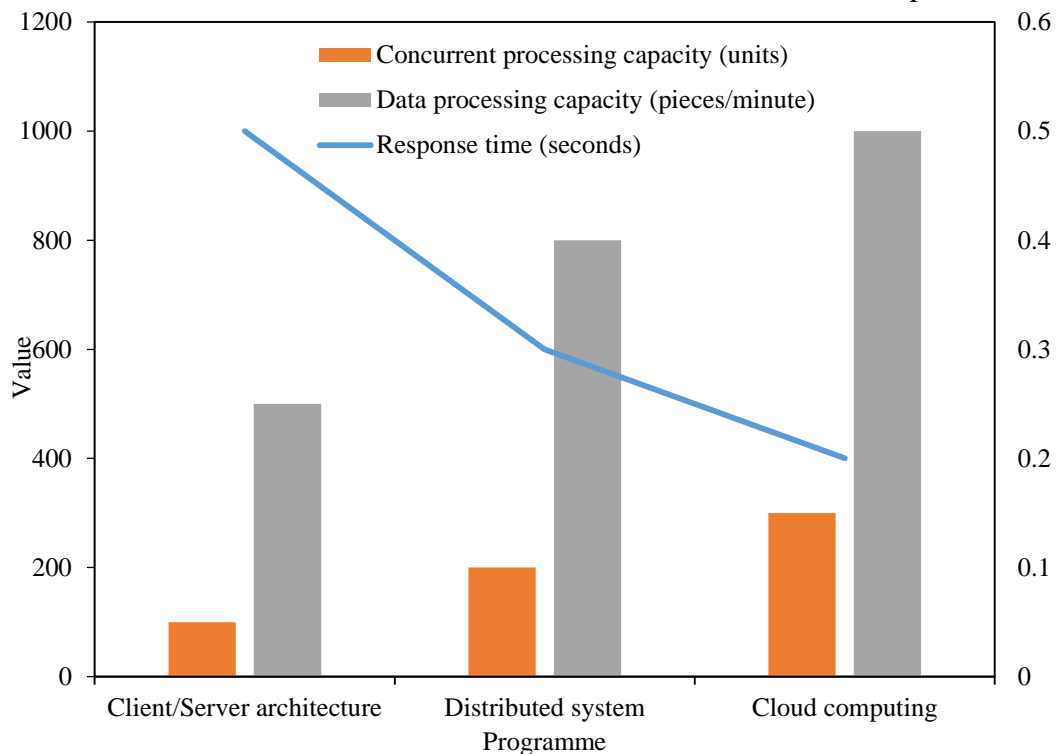 1200
1000
800
600
400
200
0
Value
0.6
0.5
0.4
0.3
0.2
0.1
0
Concurrent processing capacity (units)
Data processing capacity (pieces/minute)
Response time (seconds)
Client/Server architecture
Distributed system
Cloud computing
Programme